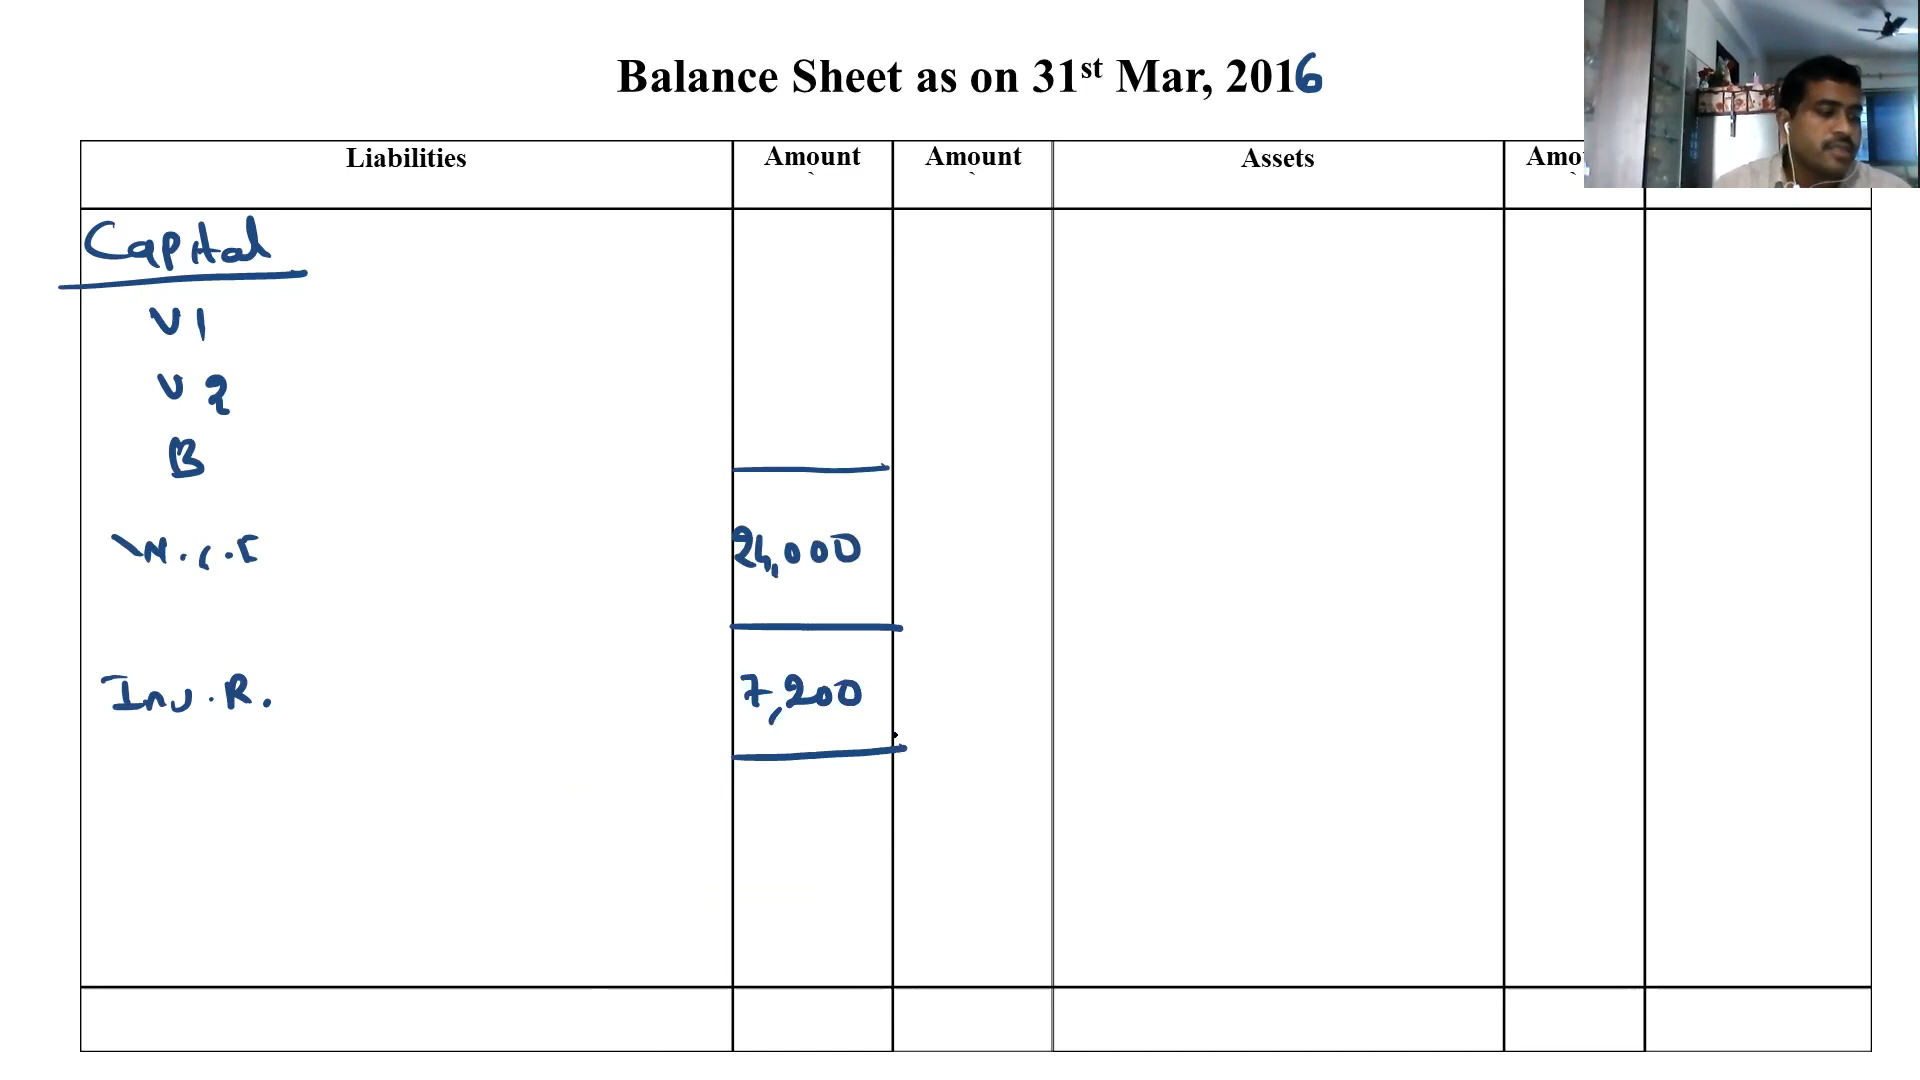 Balance Sheet as on 31st Mar, 2016
Liabilities Amount Amount Assets Amo
Capital
V1
V2
B
W.C.F 24,000
Inv.R. 7,200